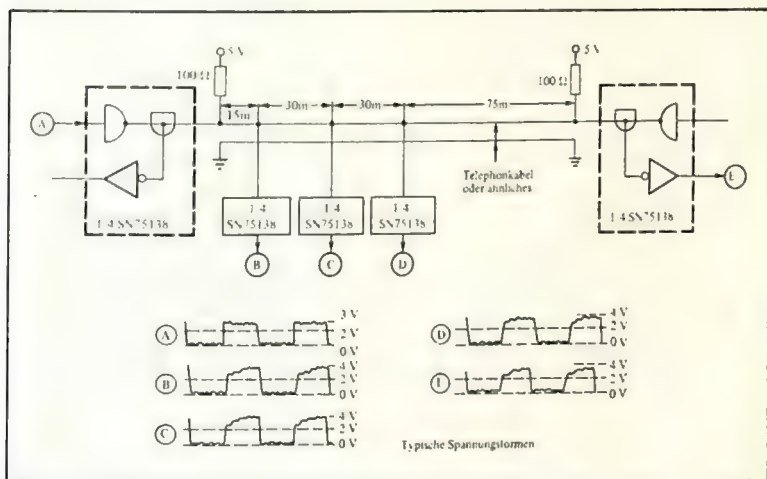 5 V
5 V
100 Ω
100 Ω
15m
30m
30m
75m
A
1-4 SN75138
Telephonkabel
oder ähnliches
1-4
SN75138
1-4
SN75138
1-4
SN75138
1-4 SN75138
E
B
C
D
A
3 V
2 V
0 V
B
4 V
2 V
0 V
C
4 V
2 V
0 V
D
4 V
2 V
0 V
E
4 V
2 V
0 V
Typische Spannungsformen